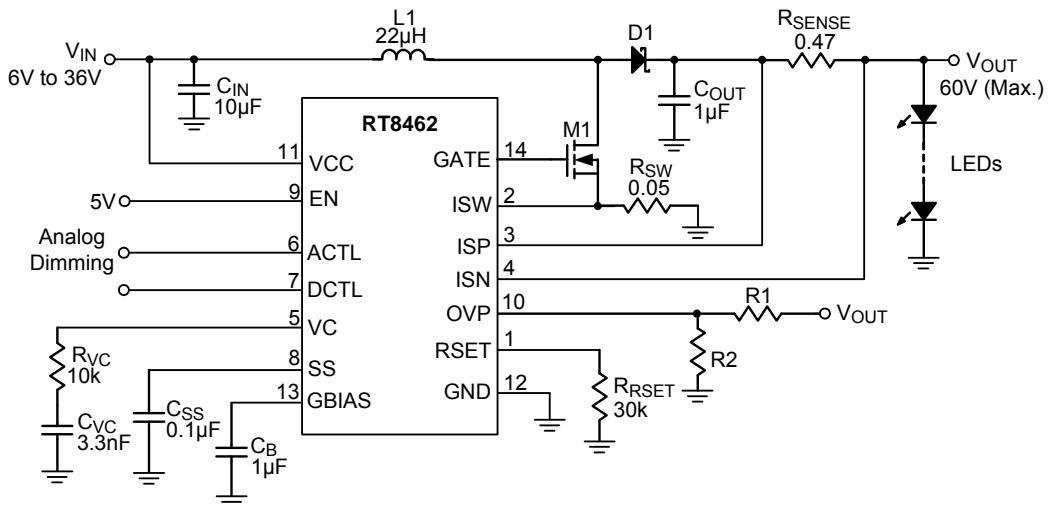 L1
22µH
D1
RSENSE
0.47
VIN
6V to 36V
VOUT
60V (Max.)
CIN
10µF
COUT
1µF
RT8462
M1
11
VCC
GATE
14
RSW
0.05
LEDs
5V
9
EN
ISW
2
Analog
Dimming
6
ACTL
ISP
3
7
DCTL
ISN
4
5
VC
OVP
10
R1
VOUT
R2
RVC
10k
8
SS
RSET
1
RRSET
30k
13
GBIAS
GND
12
CVC
3.3nF
CSS
0.1µF
CB
1µF